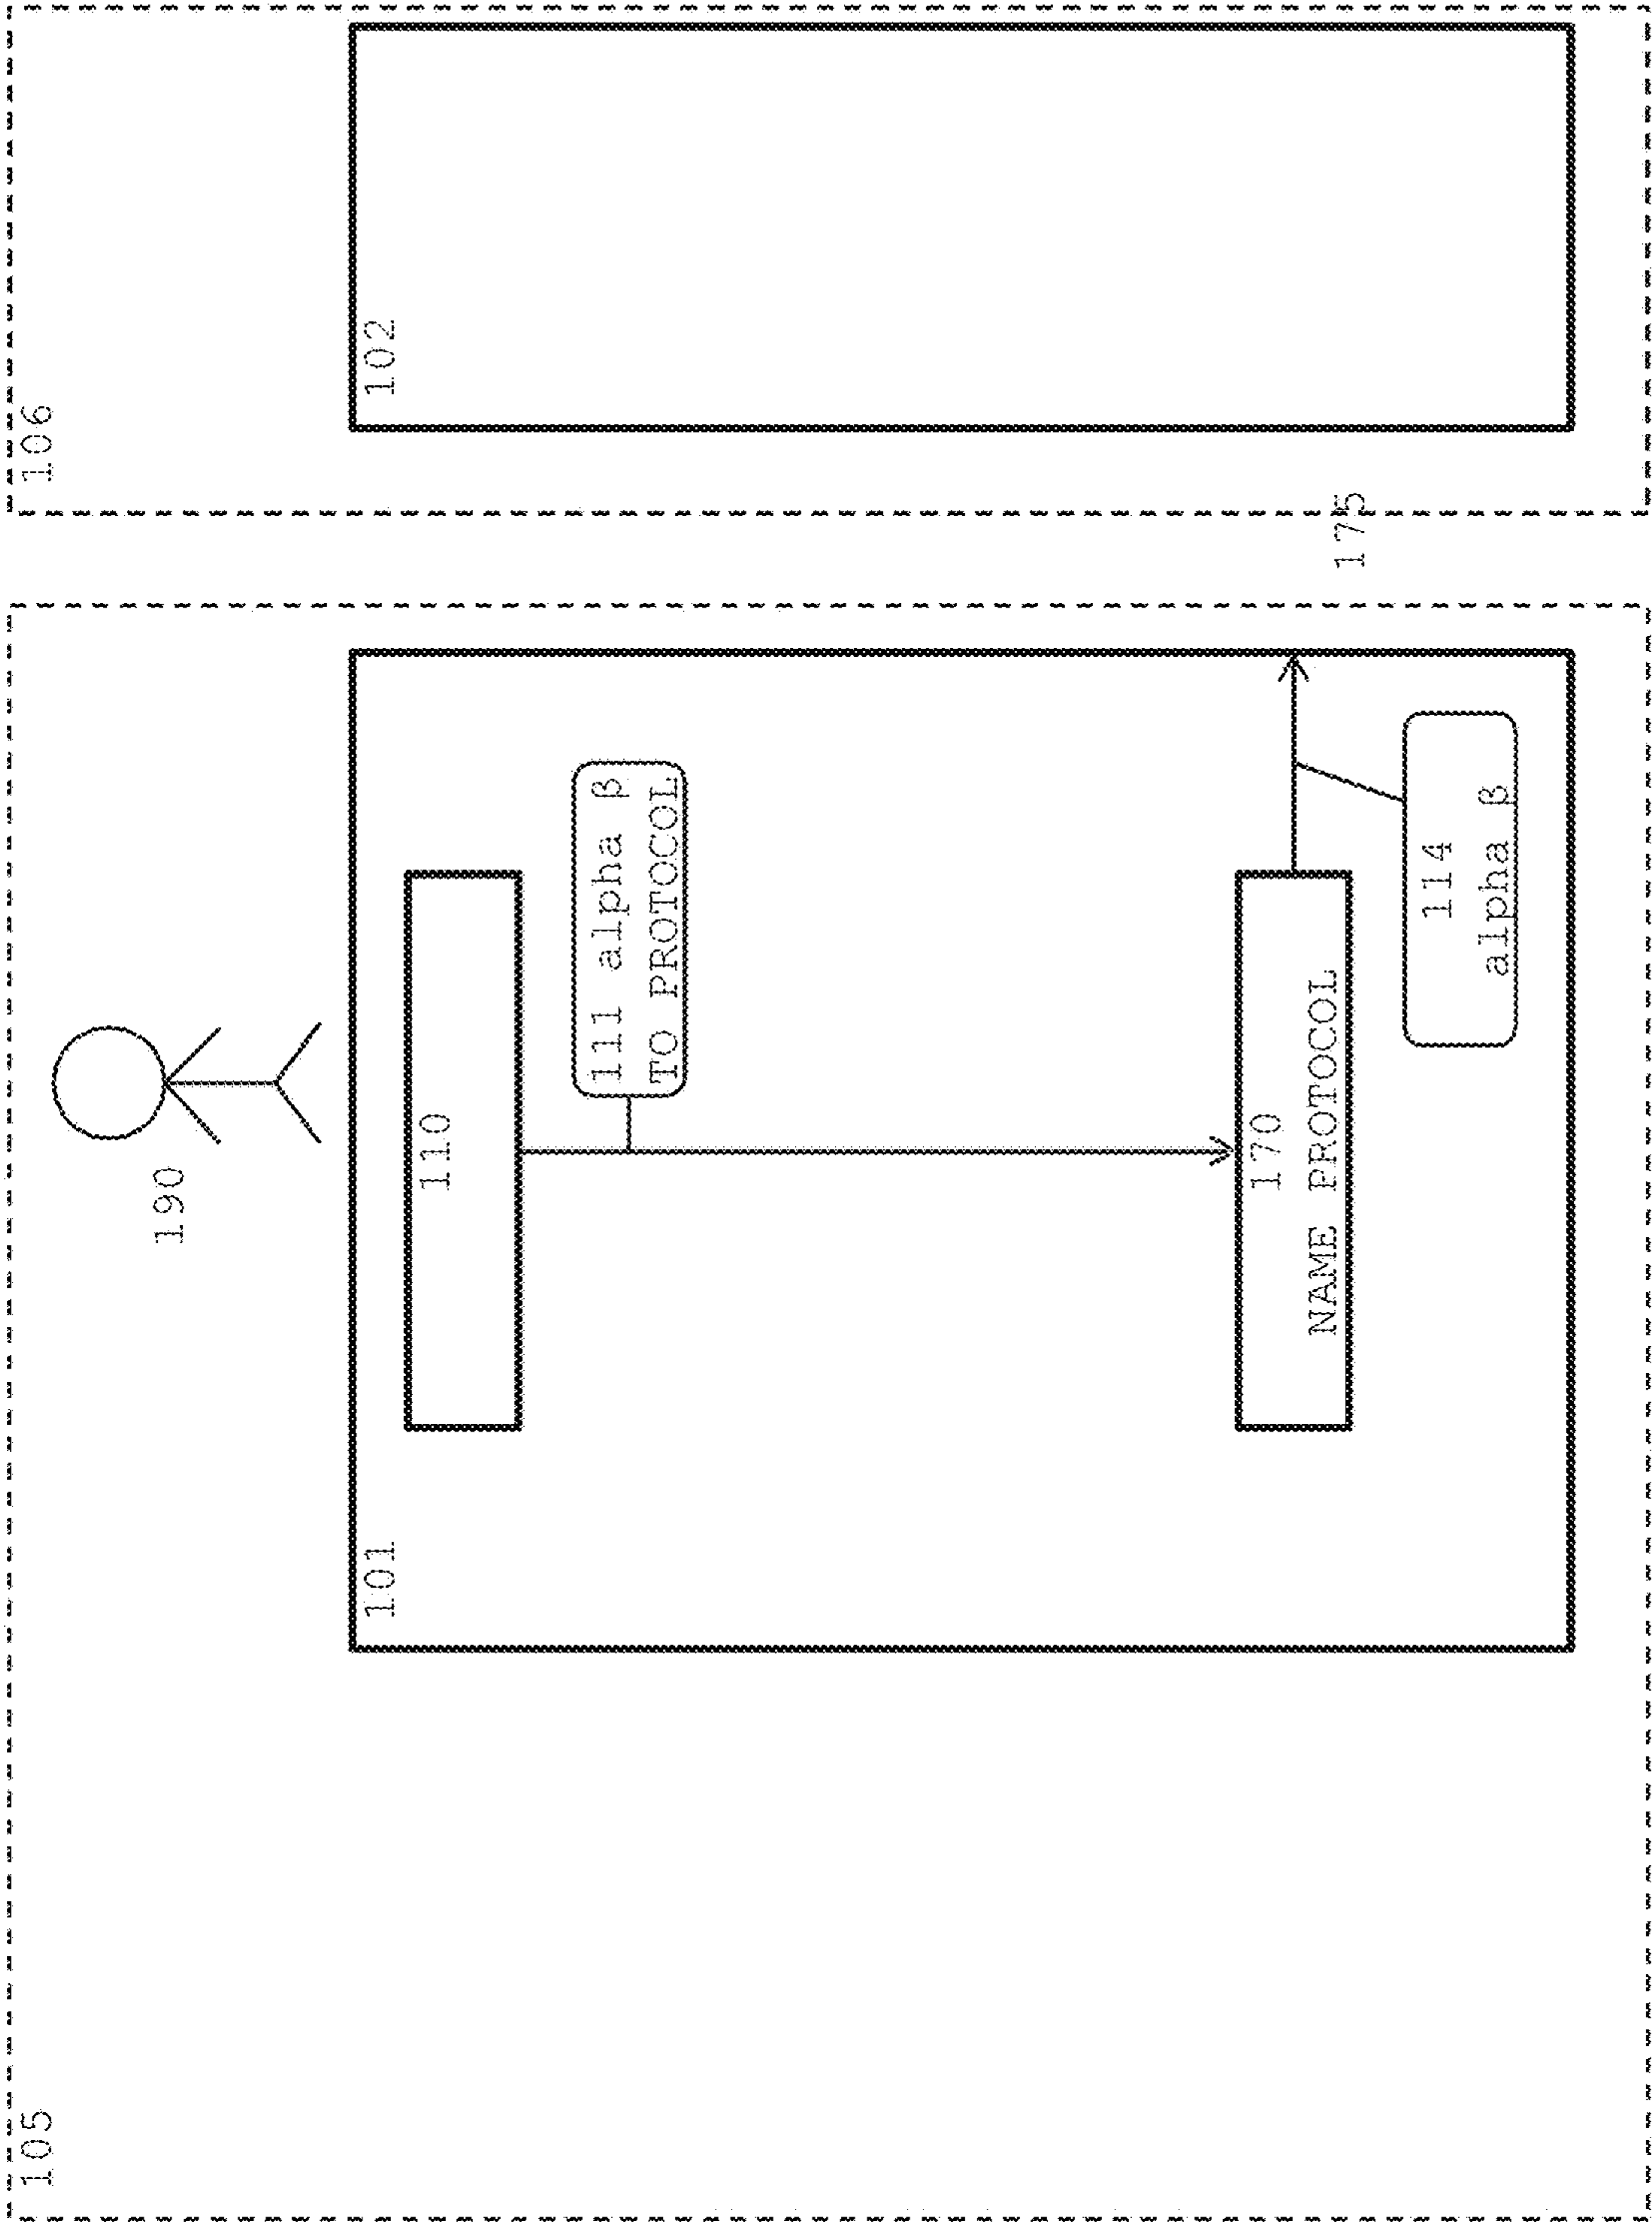 105
106
190
101
102
110
111 alpha β
TO PROTOCOL
175
170
NAME PROTOCOL
114
alpha β